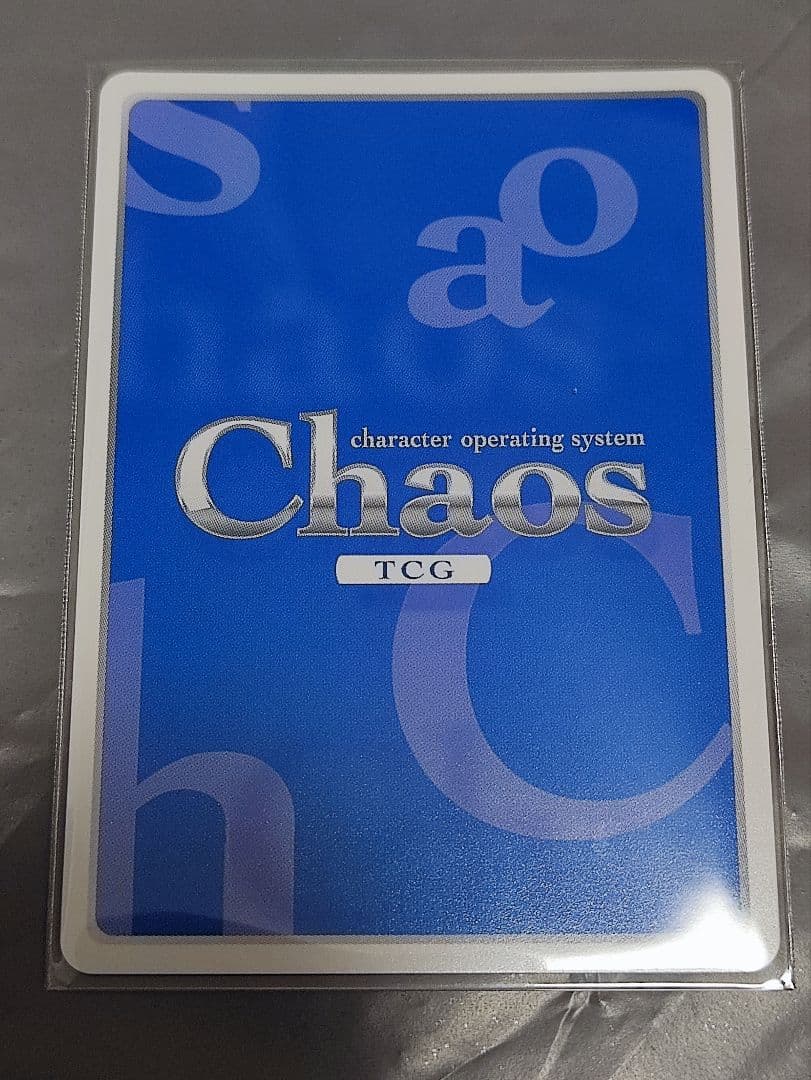 s
o
a
character operating system
Chaos
TCG
C
h